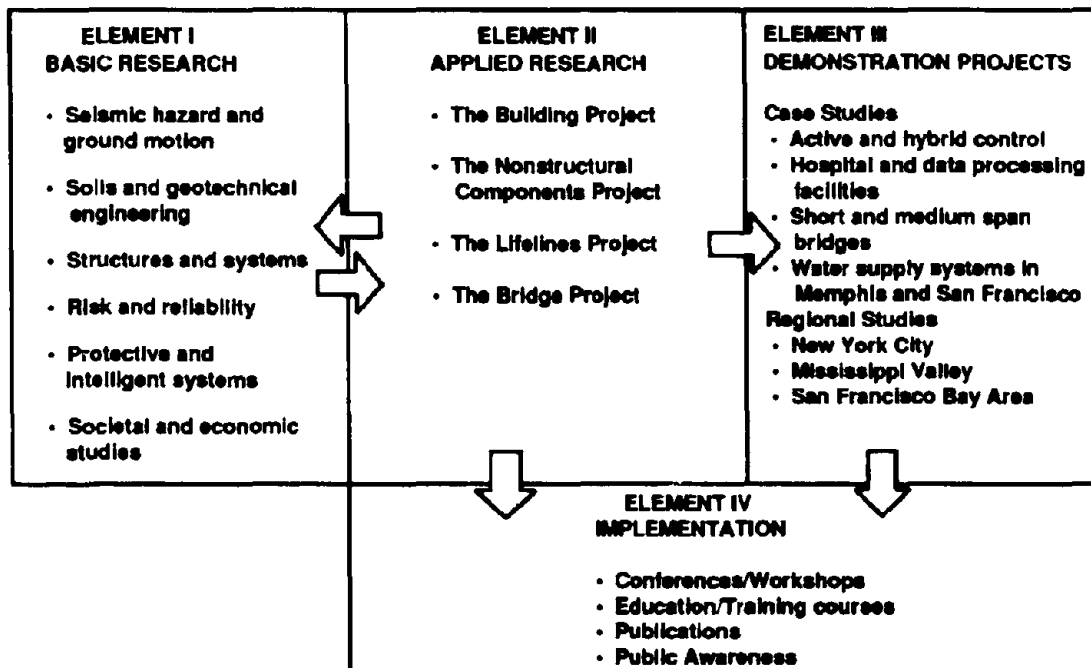 ELEMENT I
BASIC RESEARCH
• Seismic hazard and
ground motion
• Soils and geotechnical
engineering
• Structures and systems
• Risk and reliability
• Protective and
intelligent systems
• Societal and economic
studies
ELEMENT II
APPLIED RESEARCH
• The Building Project
• The Nonstructural
Components Project
• The Lifelines Project
• The Bridge Project
ELEMENT III
DEMONSTRATION PROJECTS
Case Studies
• Active and hybrid control
• Hospital and data processing
facilities
• Short and medium span
bridges
• Water supply systems in
Memphis and San Francisco
Regional Studies
• New York City
• Mississippi Valley
• San Francisco Bay Area
ELEMENT IV
IMPLEMENTATION
• Conferences/Workshops
• Education/Training courses
• Publications
• Public Awareness